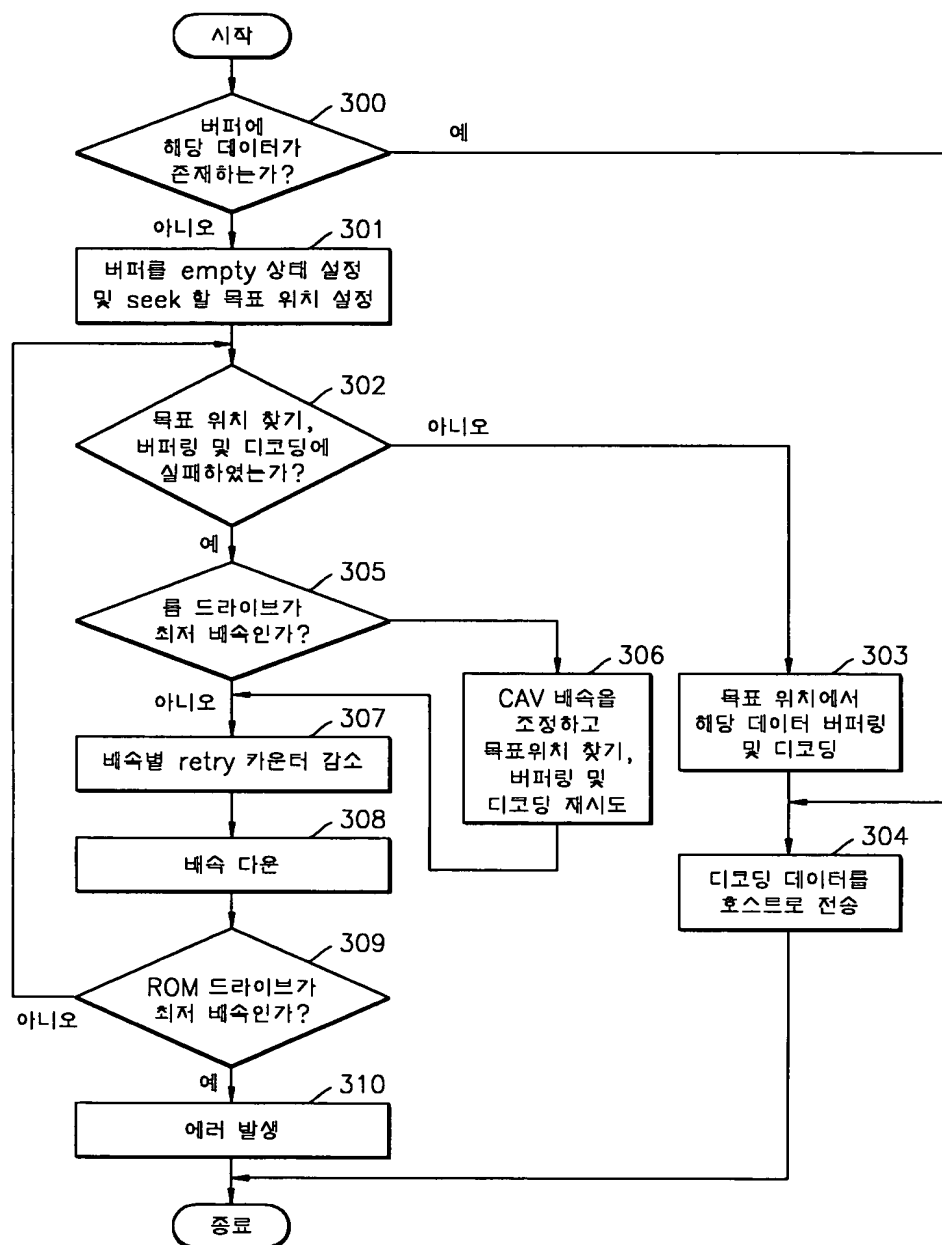 시작
300
버퍼에
해당 데이터가
존재하는가?
예
아니오
301
버퍼를 empty 상태 설정
및 seek 할 목표 위치 설정
302
목표 위치 찾기,
버퍼링 및 디코딩에
실패하였는가?
아니오
예
305
롬 드라이브가
최저 배속인가?
306
CAV 배속을
조정하고
목표위치 찾기,
버퍼링 및
디코딩 재시도
303
목표 위치에서
해당 데이터 버퍼링
및 디코딩
아니오
307
배속별 retry 카운터 감소
308
배속 다운
304
디코딩 데이터를
호스트로 전송
309
ROM 드라이브가
최저 배속인가?
아니오
예
310
에러 발생
종료